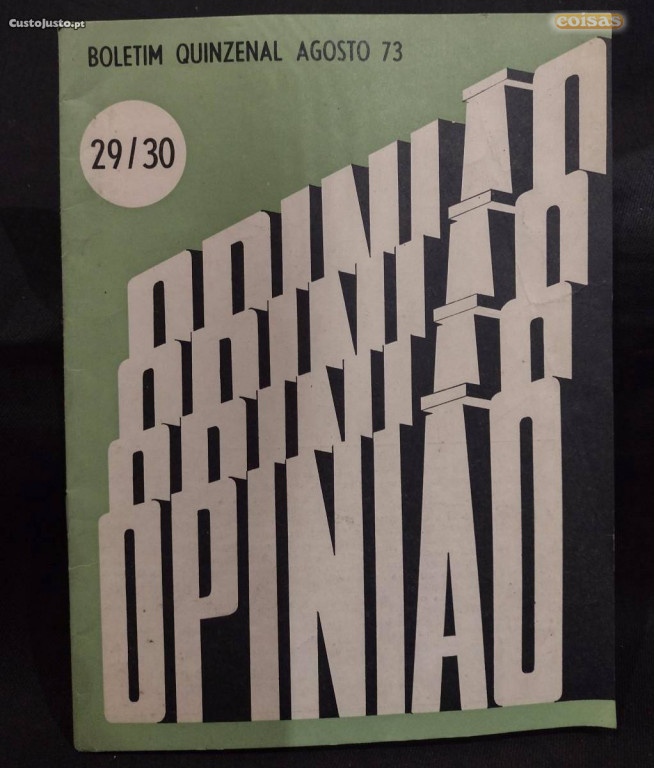 CustoJusto.pt
coisas
BOLETIM QUINZENAL AGOSTO 73
29/30
OPINIÃO
OPINIÃO
OPINIÃO
OPINIÃO